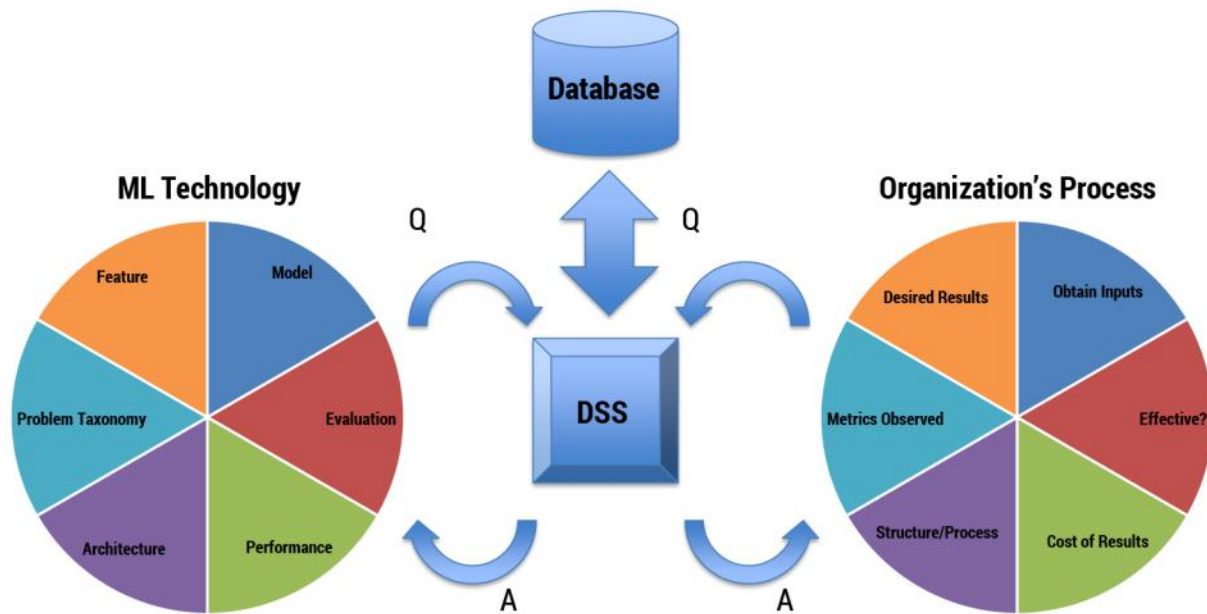 Database
ML Technology
Organization's Process
Q
Q
Feature
Model
Desired Results
Obtain Inputs
Problem Taxonomy
Evaluation
DSS
Metrics Observed
Effective?
Architecture
Performance
Structure/Process
Cost of Results
A
A